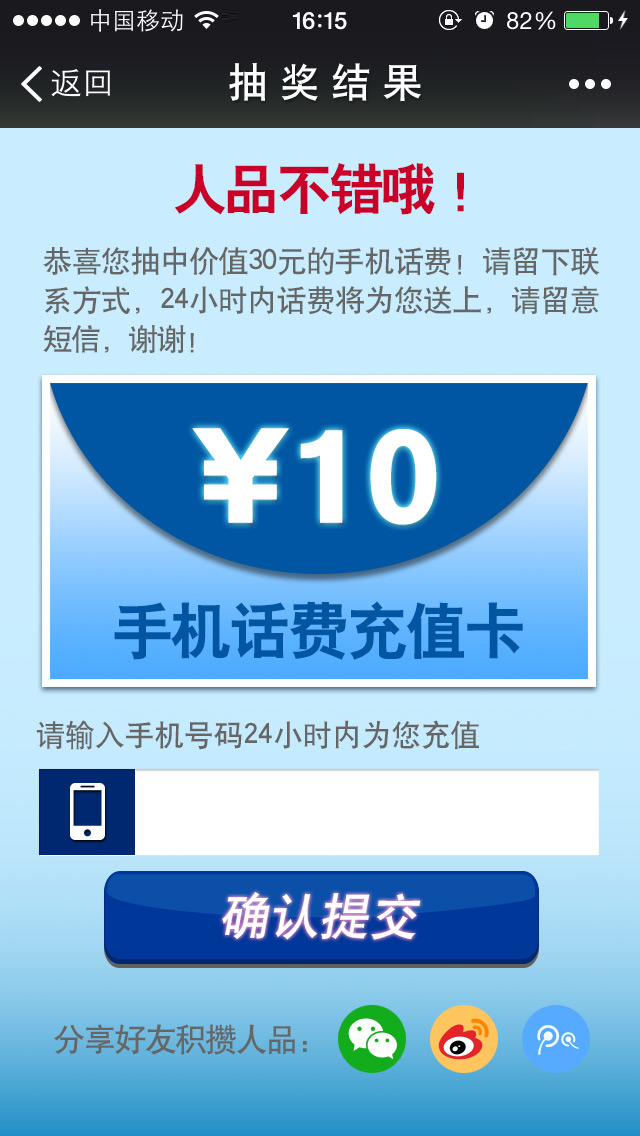 中国移动 16:15 82%
返回 抽奖结果
人品不错哦！
恭喜您抽中价值30元的手机话费！请留下联
系方式，24小时内话费将为您送上，请留意
短信，谢谢！
¥10
手机话费充值卡
请输入手机号码24小时内为您充值
确认提交
分享好友积攒人品：